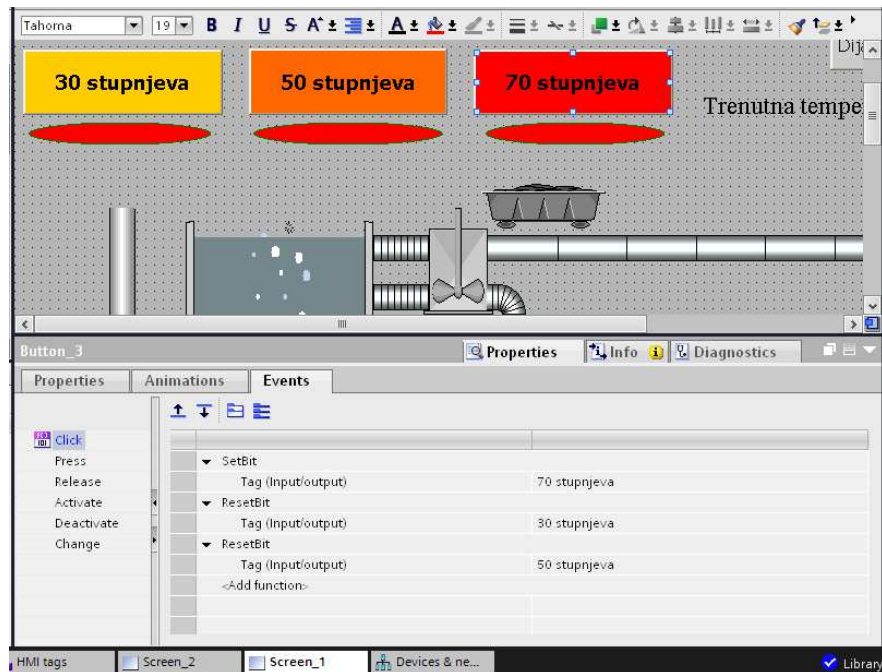 Tahoma 19 B I U S A A
Dija
30 stupnjeva 50 stupnjeva 70 stupnjeva
Trenutna tempe
Button_3 Properties Info Diagnostics
Properties Animations Events
Click
Press
Release
Activate
Deactivate
Change
SetBit
Tag (Input/output) 70 stupnjeva
ResetBit
Tag (Input/output) 30 stupnjeva
ResetBit
Tag (Input/output) 50 stupnjeva
<Add function>
HMI tags Screen_2 Screen_1 Devices & ne... Library